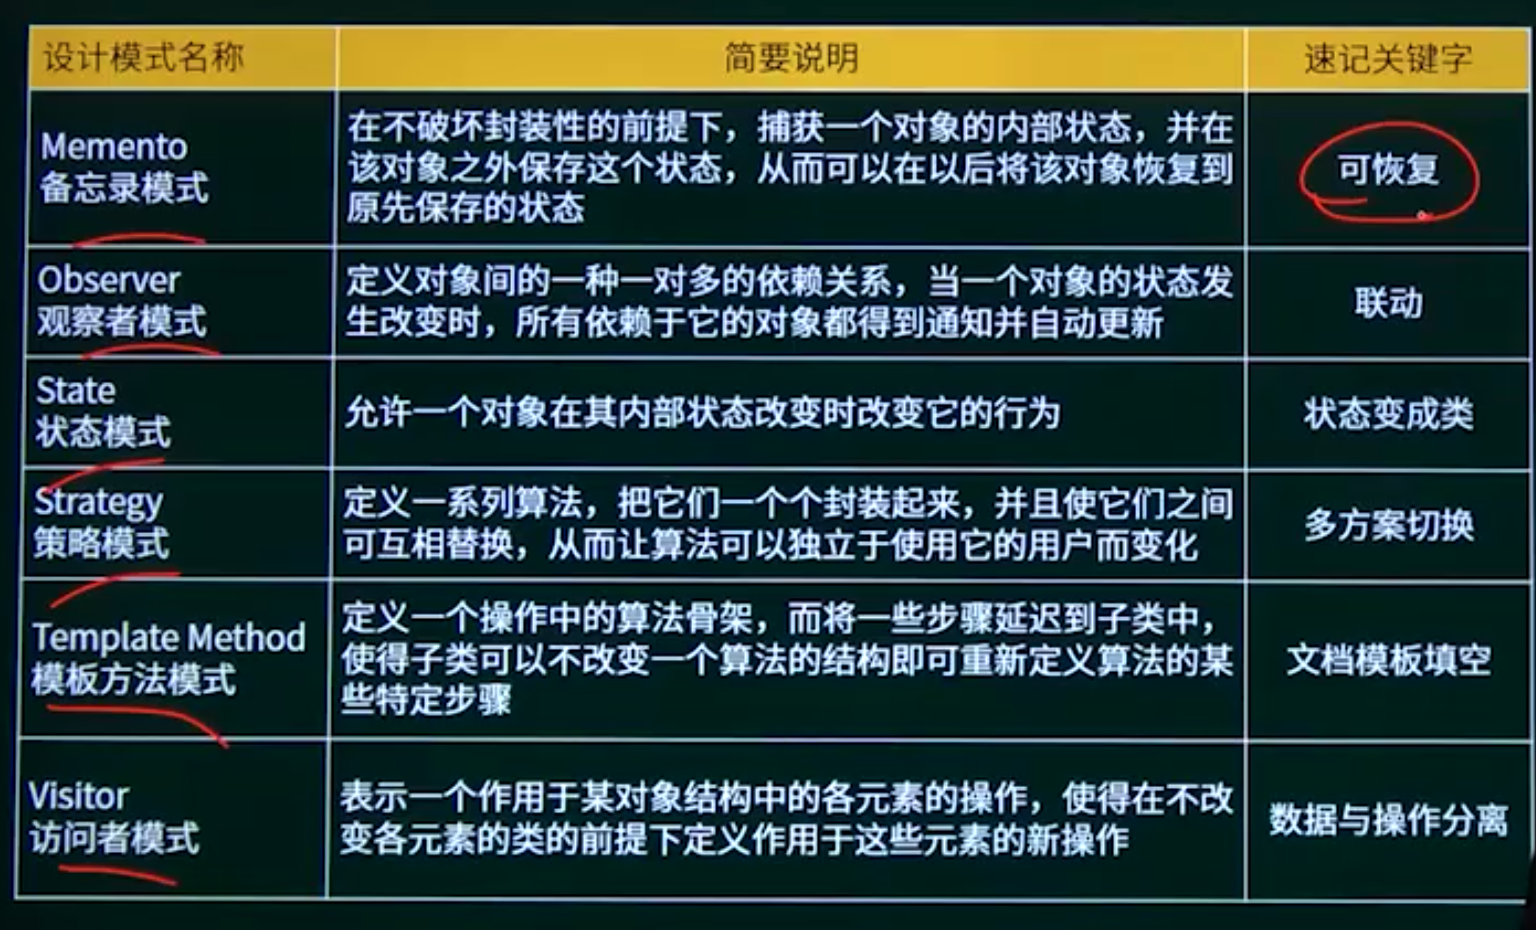 设计模式名称
简要说明
速记关键字
Memento
备忘录模式
在不破坏封装性的前提下，捕获一个对象的内部状态，并在
该对象之外保存这个状态，从而可以在以后将该对象恢复到
原先保存的状态
可恢复
Observer
观察者模式
定义对象间的一种一对多的依赖关系，当一个对象的状态发
生改变时，所有依赖于它的对象都得到通知并自动更新
联动
State
状态模式
允许一个对象在其内部状态改变时改变它的行为
状态变成类
Strategy
策略模式
定义一系列算法，把它们一个个封装起来，并且使它们之间
可互相替换，从而让算法可以独立于使用它的用户而变化
多方案切换
Template Method
模板方法模式
定义一个操作中的算法骨架，而将一些步骤延迟到子类中，
使得子类可以不改变一个算法的结构即可重新定义算法的某
些特定步骤
文档模板填空
Visitor
访问者模式
表示一个作用于某对象结构中的各元素的操作，使得在不改
变各元素的类的前提下定义作用于这些元素的新操作
数据与操作分离